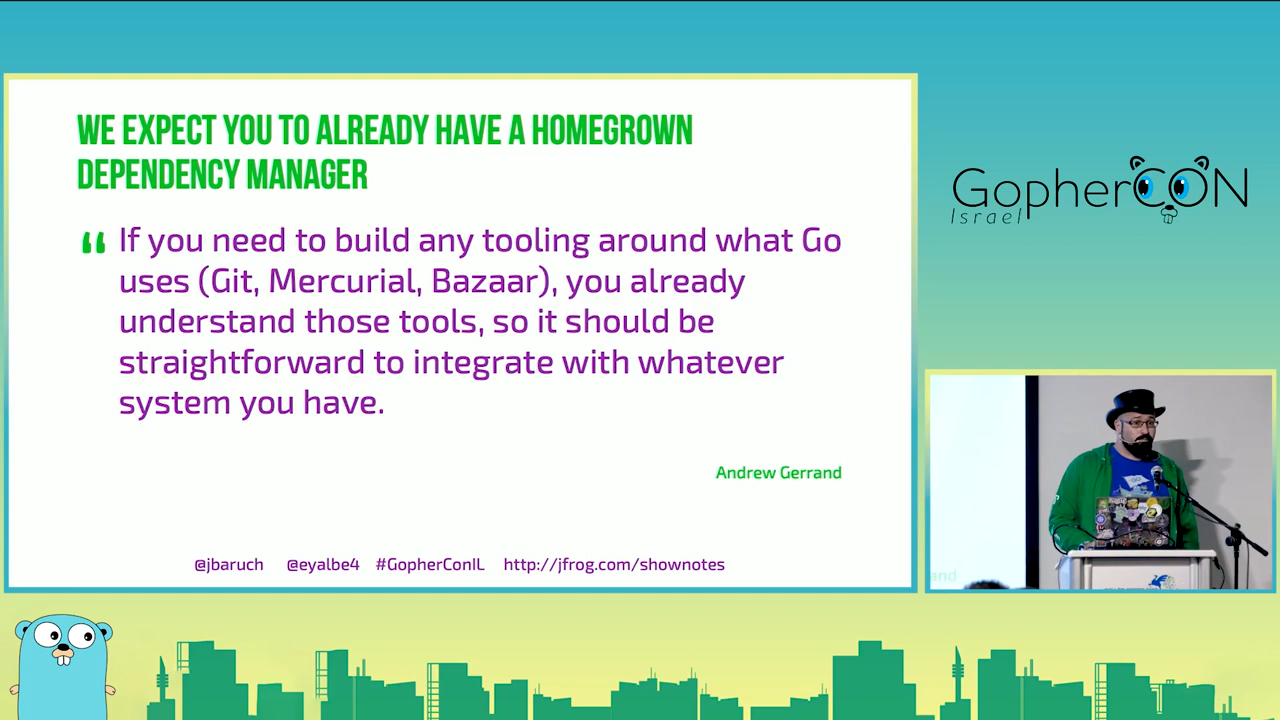 WE EXPECT YOU TO ALREADY HAVE A HOMEGROWN
DEPENDENCY MANAGER
“ If you need to build any tooling around what Go
uses (Git, Mercurial, Bazaar), you already
understand those tools, so it should be
straightforward to integrate with whatever
system you have.
Andrew Gerrand
@jbaruch @eyalbe4 #GopherConIL http://jfrog.com/shownotes
GopherCON
Israel